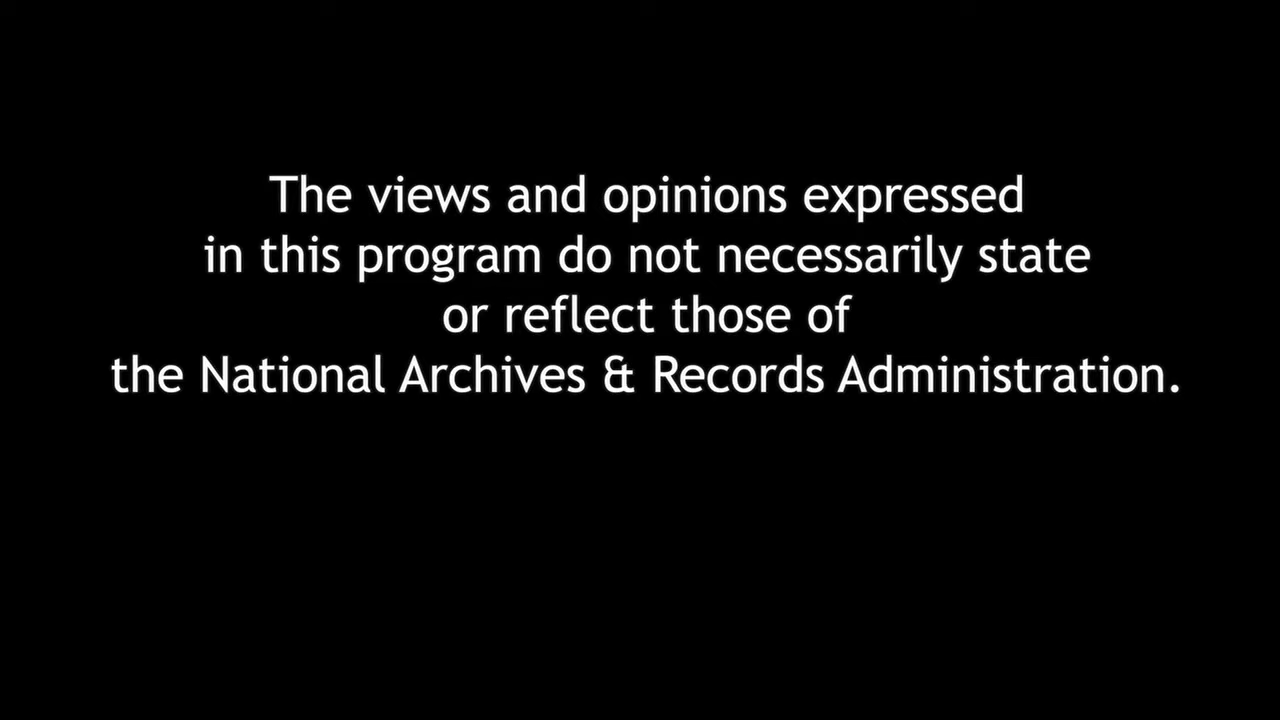 The views and opinions expressed
in this program do not necessarily state
or reflect those of
the National Archives & Records Administration.